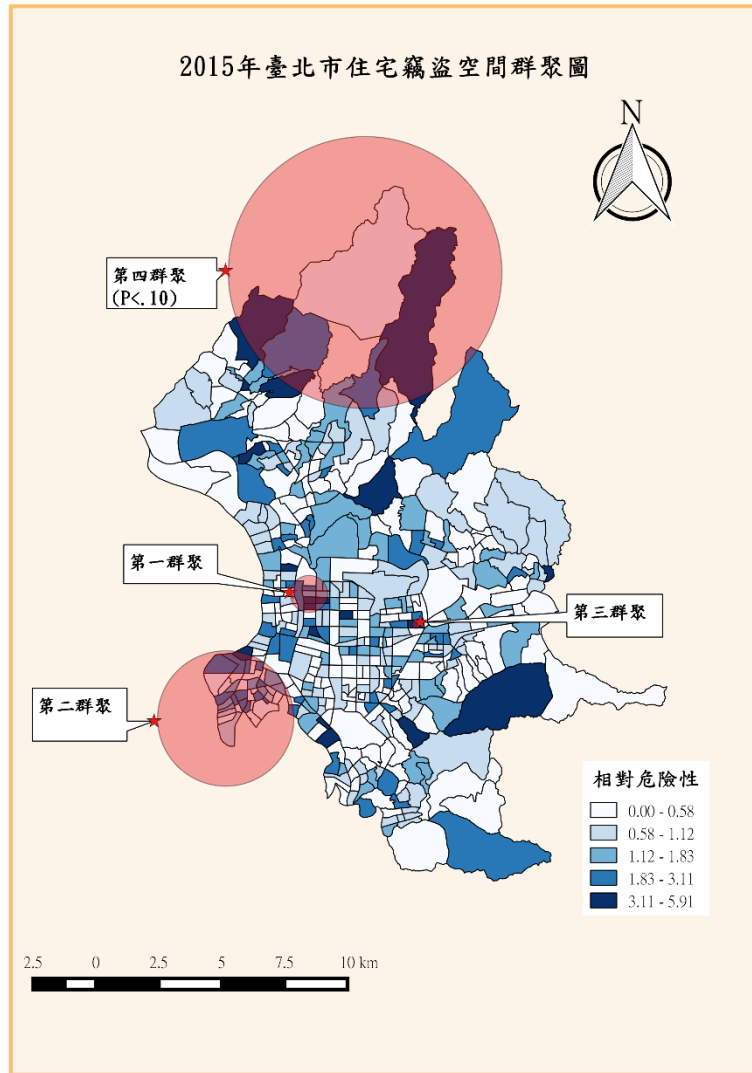 2015年臺北市住宅竊盜空間群聚圖
N
第四群聚
(P<.10)
第一群聚
第三群聚
第二群聚
相對危險性
0.00 - 0.58
0.58 - 1.12
1.12 - 1.83
1.83 - 3.11
3.11 - 5.91
2.5 0 2.5 5 7.5 10 km